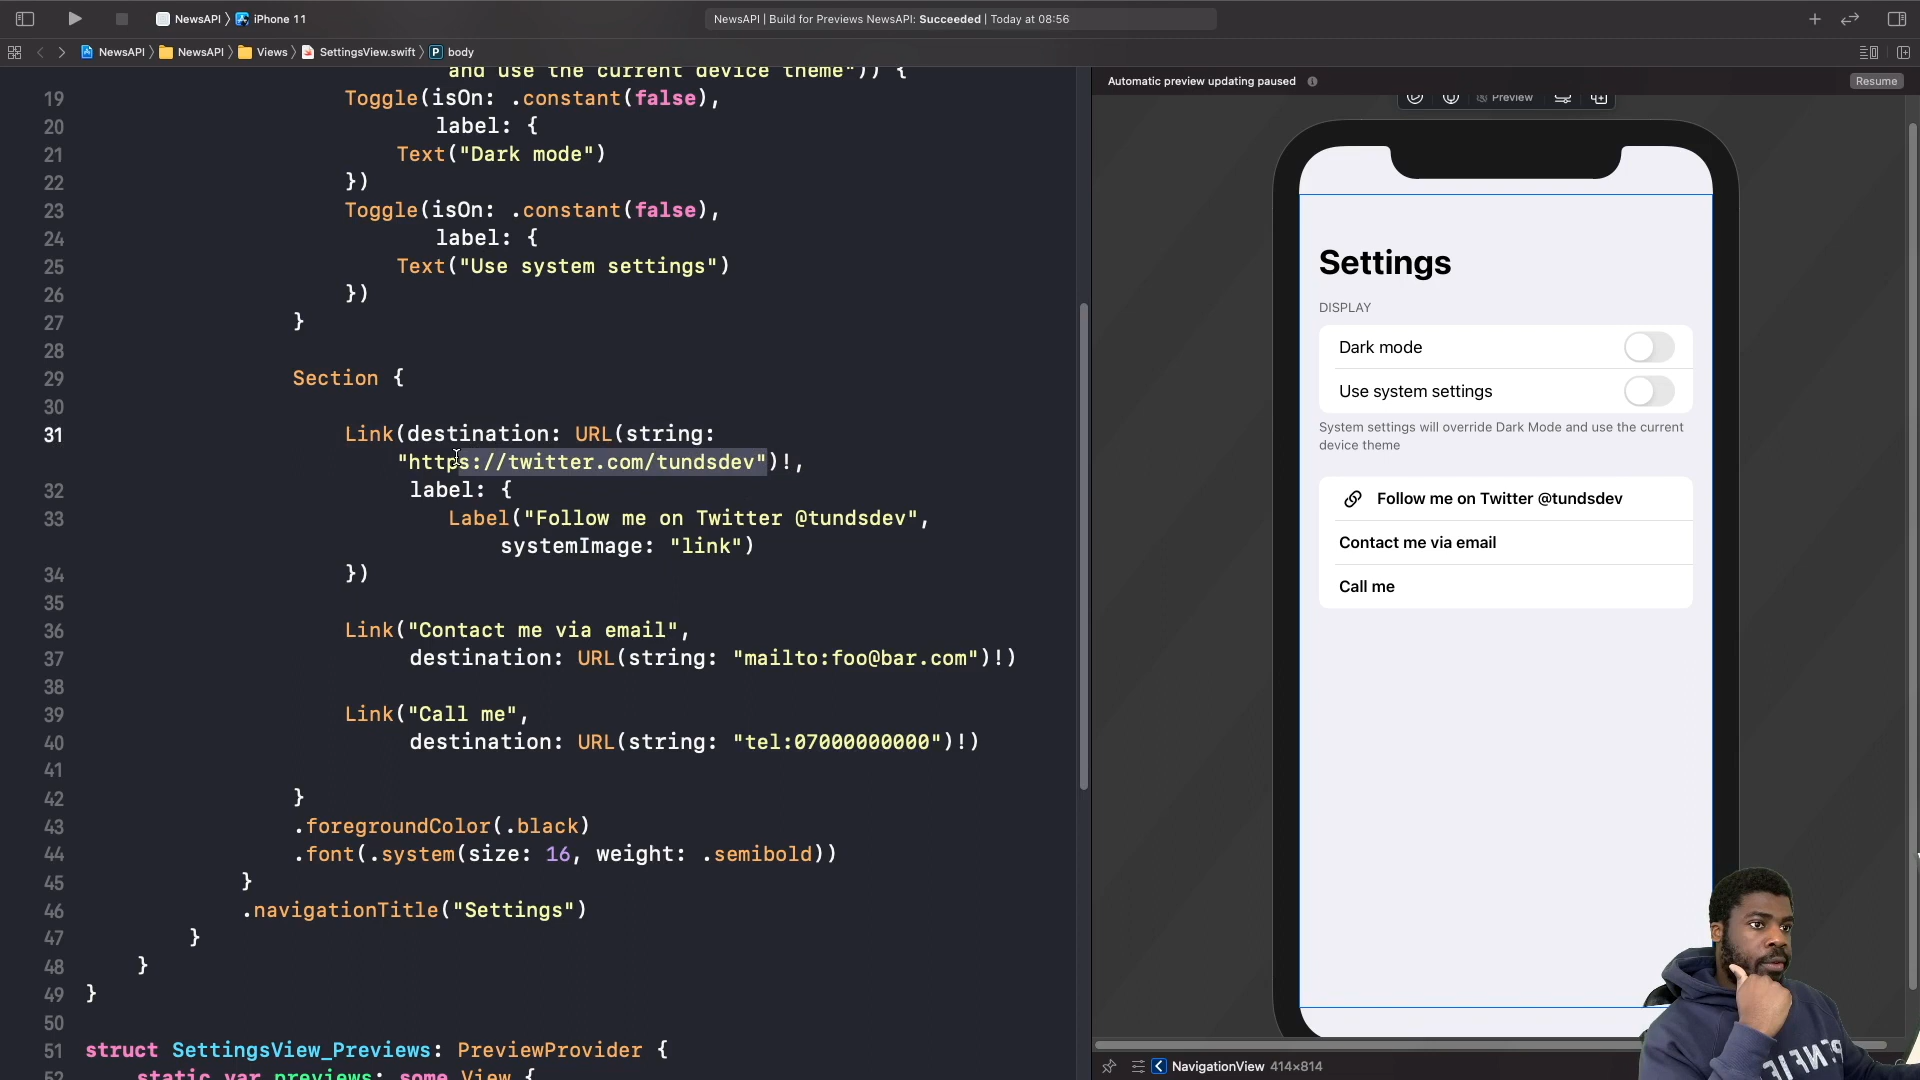 NewsAPI
iPhone 11
NewsAPI | Build for Previews NewsAPI: Succeeded | Today at 08:56
NewsAPI
NewsAPI
Views
SettingsView.swift
P body
and use the current device theme")) {
19 Toggle(isOn: .constant(false),
20 label: {
21 Text("Dark mode")
22 })
23 Toggle(isOn: .constant(false),
24 label: {
25 Text("Use system settings")
26 })
27 }
28
29 Section {
30
31 Link(destination: URL(string:
"https://twitter.com/tundsdev")!,
32 label: {
33 Label("Follow me on Twitter @tundsdev",
systemImage: "link")
34 })
35
36 Link("Contact me via email",
37 destination: URL(string: "mailto:foo@bar.com")!)
38
39 Link("Call me",
40 destination: URL(string: "tel:07000000000")!)
41
42 }
43 .foregroundColor(.black)
44 .font(.system(size: 16, weight: .semibold))
45 }
46 .navigationTitle("Settings")
47 }
48 }
49 }
50
51 struct SettingsView_Previews: PreviewProvider {
52 static var previews: some View {
Automatic preview updating paused
Resume
Preview
Settings
DISPLAY
Dark mode
Use system settings
System settings will override Dark Mode and use the current
device theme
Follow me on Twitter @tundsdev
Contact me via email
Call me
NavigationView 414×814